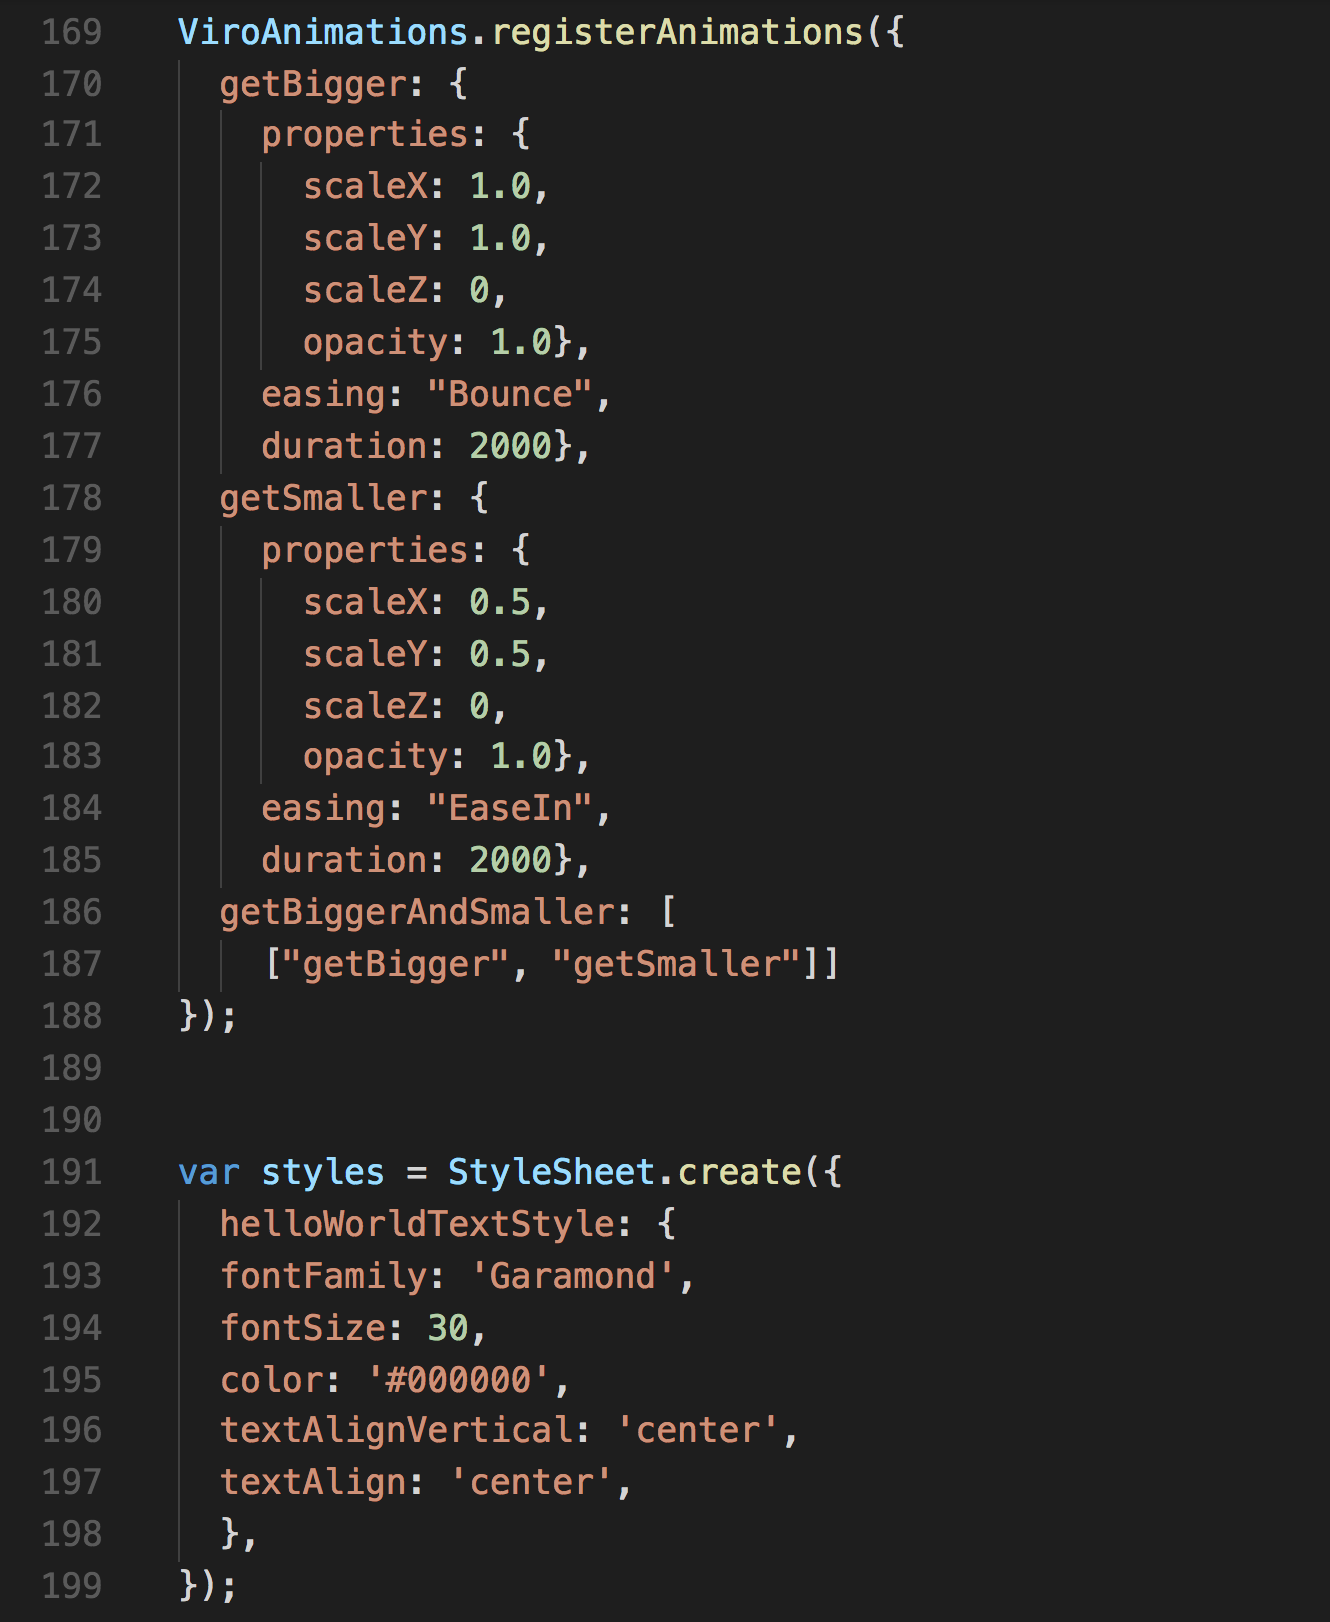 169 ViroAnimations.registerAnimations({
170 getBigger: {
171 properties: {
172 scaleX: 1.0,
173 scaleY: 1.0,
174 scaleZ: 0,
175 opacity: 1.0},
176 easing: "Bounce",
177 duration: 2000},
178 getSmaller: {
179 properties: {
180 scaleX: 0.5,
181 scaleY: 0.5,
182 scaleZ: 0,
183 opacity: 1.0},
184 easing: "EaseIn",
185 duration: 2000},
186 getBiggerAndSmaller: [
187 ["getBigger", "getSmaller"]]
188 });
189
190
191 var styles = StyleSheet.create({
192 helloWorldTextStyle: {
193 fontFamily: 'Garamond',
194 fontSize: 30,
195 color: '#000000',
196 textAlignVertical: 'center',
197 textAlign: 'center',
198 },
199 });